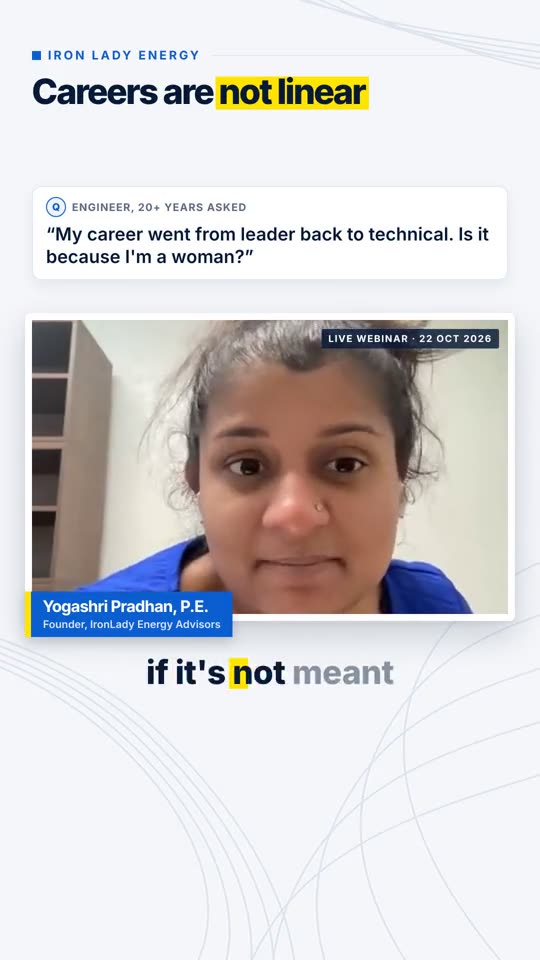 IRON LADY ENERGY
Careers are not linear
Q ENGINEER, 20+ YEARS ASKED
“My career went from leader back to technical. Is it
because I'm a woman?”
LIVE WEBINAR · 22 OCT 2026
Yogashri Pradhan, P.E.
Founder, IronLady Energy Advisors
if it's not meant